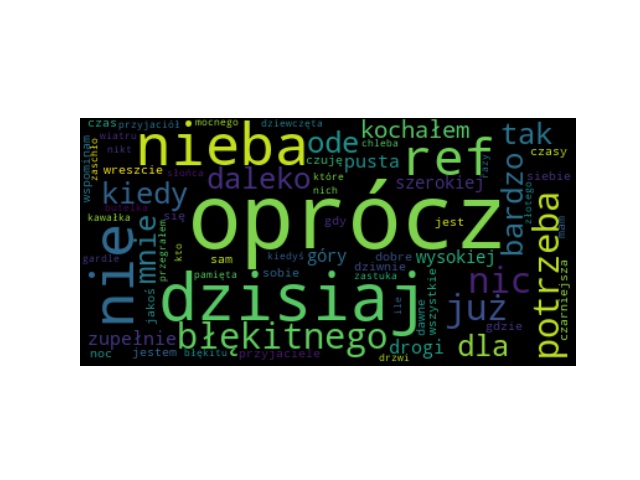 czas przyjaciół mocnego dziewczęta
wiatru nikt nieba ode kochałem chleba ref tak czasy
wspominam zaschło wreszcie słońca czuję pusta razy bardzo
kiedy daleko które nich szerokiej złotego siebie
kawałka butelka się oprócz gdy jest mam
nie mnie przegrałem kto sam kiedyś góry dobre wysokiej potrzeba
gardle pamięta sobie dziwnie zastuka nic czarniejsza
jakoś dzisiaj ile dawne wszystkie już gdzie
zupełnie błękitnego drogi dla
noc jestem błękitu przyjaciele drzwi